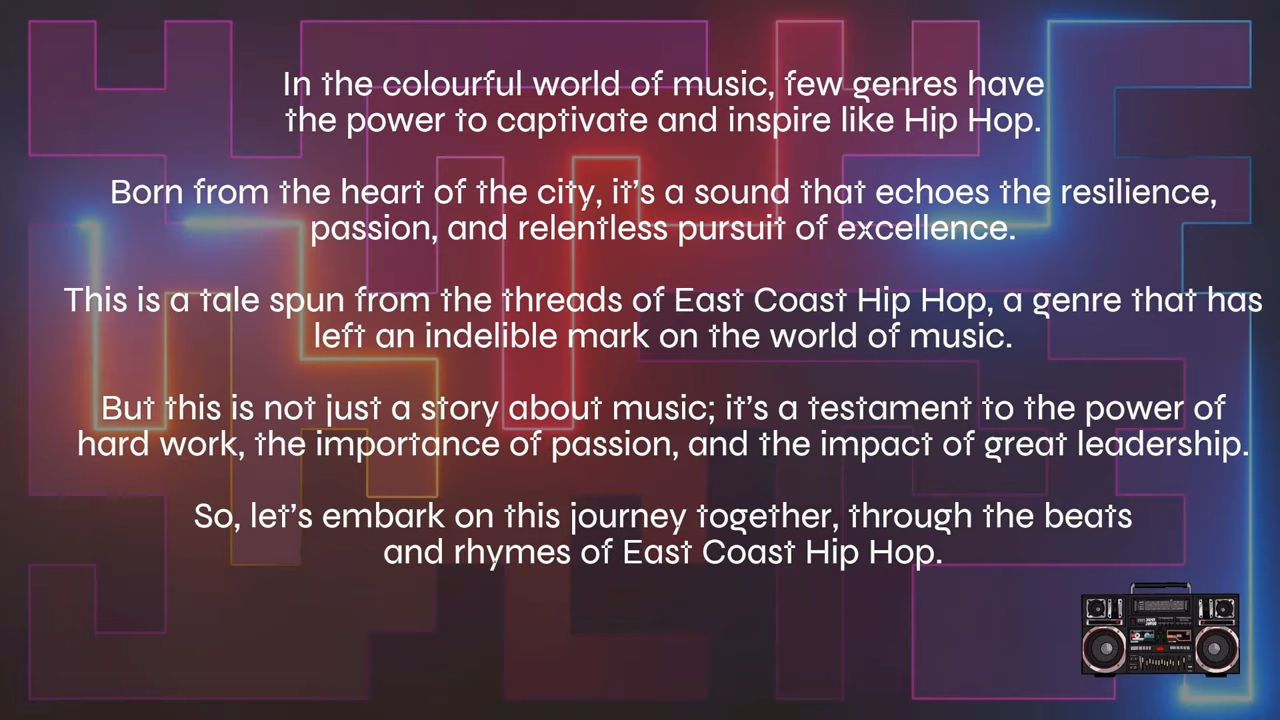 In the colourful world of music, few genres have
the power to captivate and inspire like Hip Hop.
Born from the heart of the city, it's a sound that echoes the resilience,
passion, and relentless pursuit of excellence.
This is a tale spun from the threads of East Coast Hip Hop, a genre that has
left an indelible mark on the world of music.
But this is not just a story about music; it's a testament to the power of
hard work, the importance of passion, and the impact of great leadership.
So, let's embark on this journey together, through the beats
and rhymes of East Coast Hip Hop.